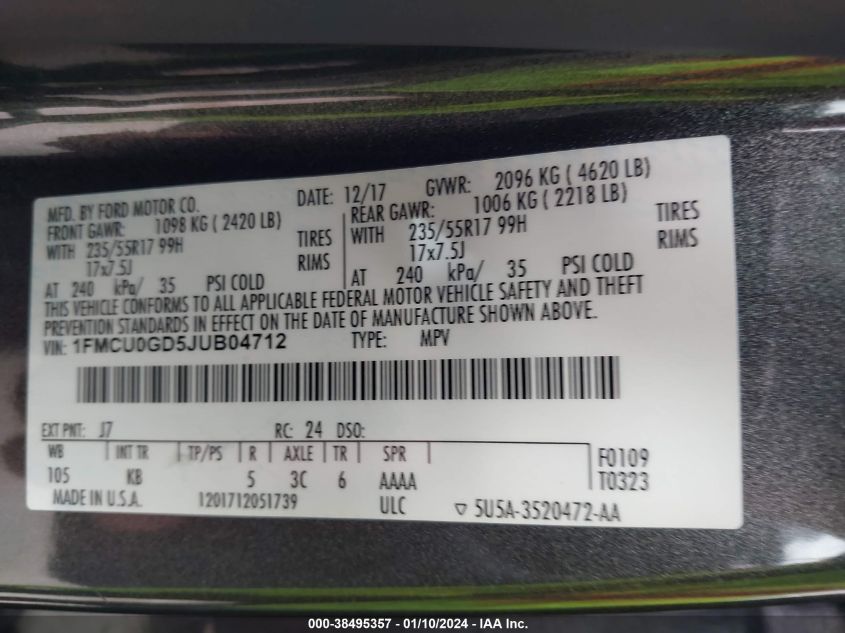 MFD. BY FORD MOTOR CO. DATE: 12/17 GVWR: 2096 KG ( 4620 LB)
FRONT GAWR: 1098 KG ( 2420 LB) REAR GAWR: 1006 KG ( 2218 LB)
WITH 235/55R17 99H TIRES WITH 235/55R17 99H TIRES
17x7.5J RIMS 17x7.5J RIMS
AT 240 kPa/ 35 PSI COLD AT 240 kPa/ 35 PSI COLD
THIS VEHICLE CONFORMS TO ALL APPLICABLE FEDERAL MOTOR VEHICLE SAFETY AND THEFT
PREVENTION STANDARDS IN EFFECT ON THE DATE OF MANUFACTURE SHOWN ABOVE.
VIN: 1FMCU0GD5JUB04712 TYPE: MPV
EXT PNT: J7 RC: 24 DSO:
WB INT TR TP/PS R AXLE TR SPR F0109
105 KB 5 3C 6 AAAA T0323
MADE IN U.S.A. 1201712051739 ULC ▽ 5U5A-3520472-AA
000-38495357 - 01/10/2024 - IAA Inc.